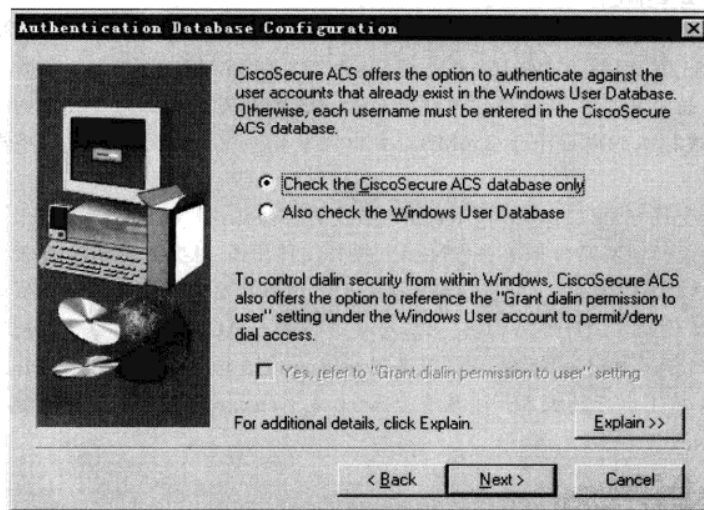 Authentication Database Configuration
CiscoSecure ACS offers the option to authenticate against the
user accounts that already exist in the Windows User Database.
Otherwise, each username must be entered in the CiscoSecure
ACS database.
Check the CiscoSecure ACS database only
Also check the Windows User Database
To control dialin security from within Windows, CiscoSecure ACS
also offers the option to reference the "Grant dialin permission to
user" setting under the Windows User account to permit/deny
dial access.
Yes, refer to "Grant dialin permission to user" setting
For additional details, click Explain.
Explain >>
< Back
Next >
Cancel